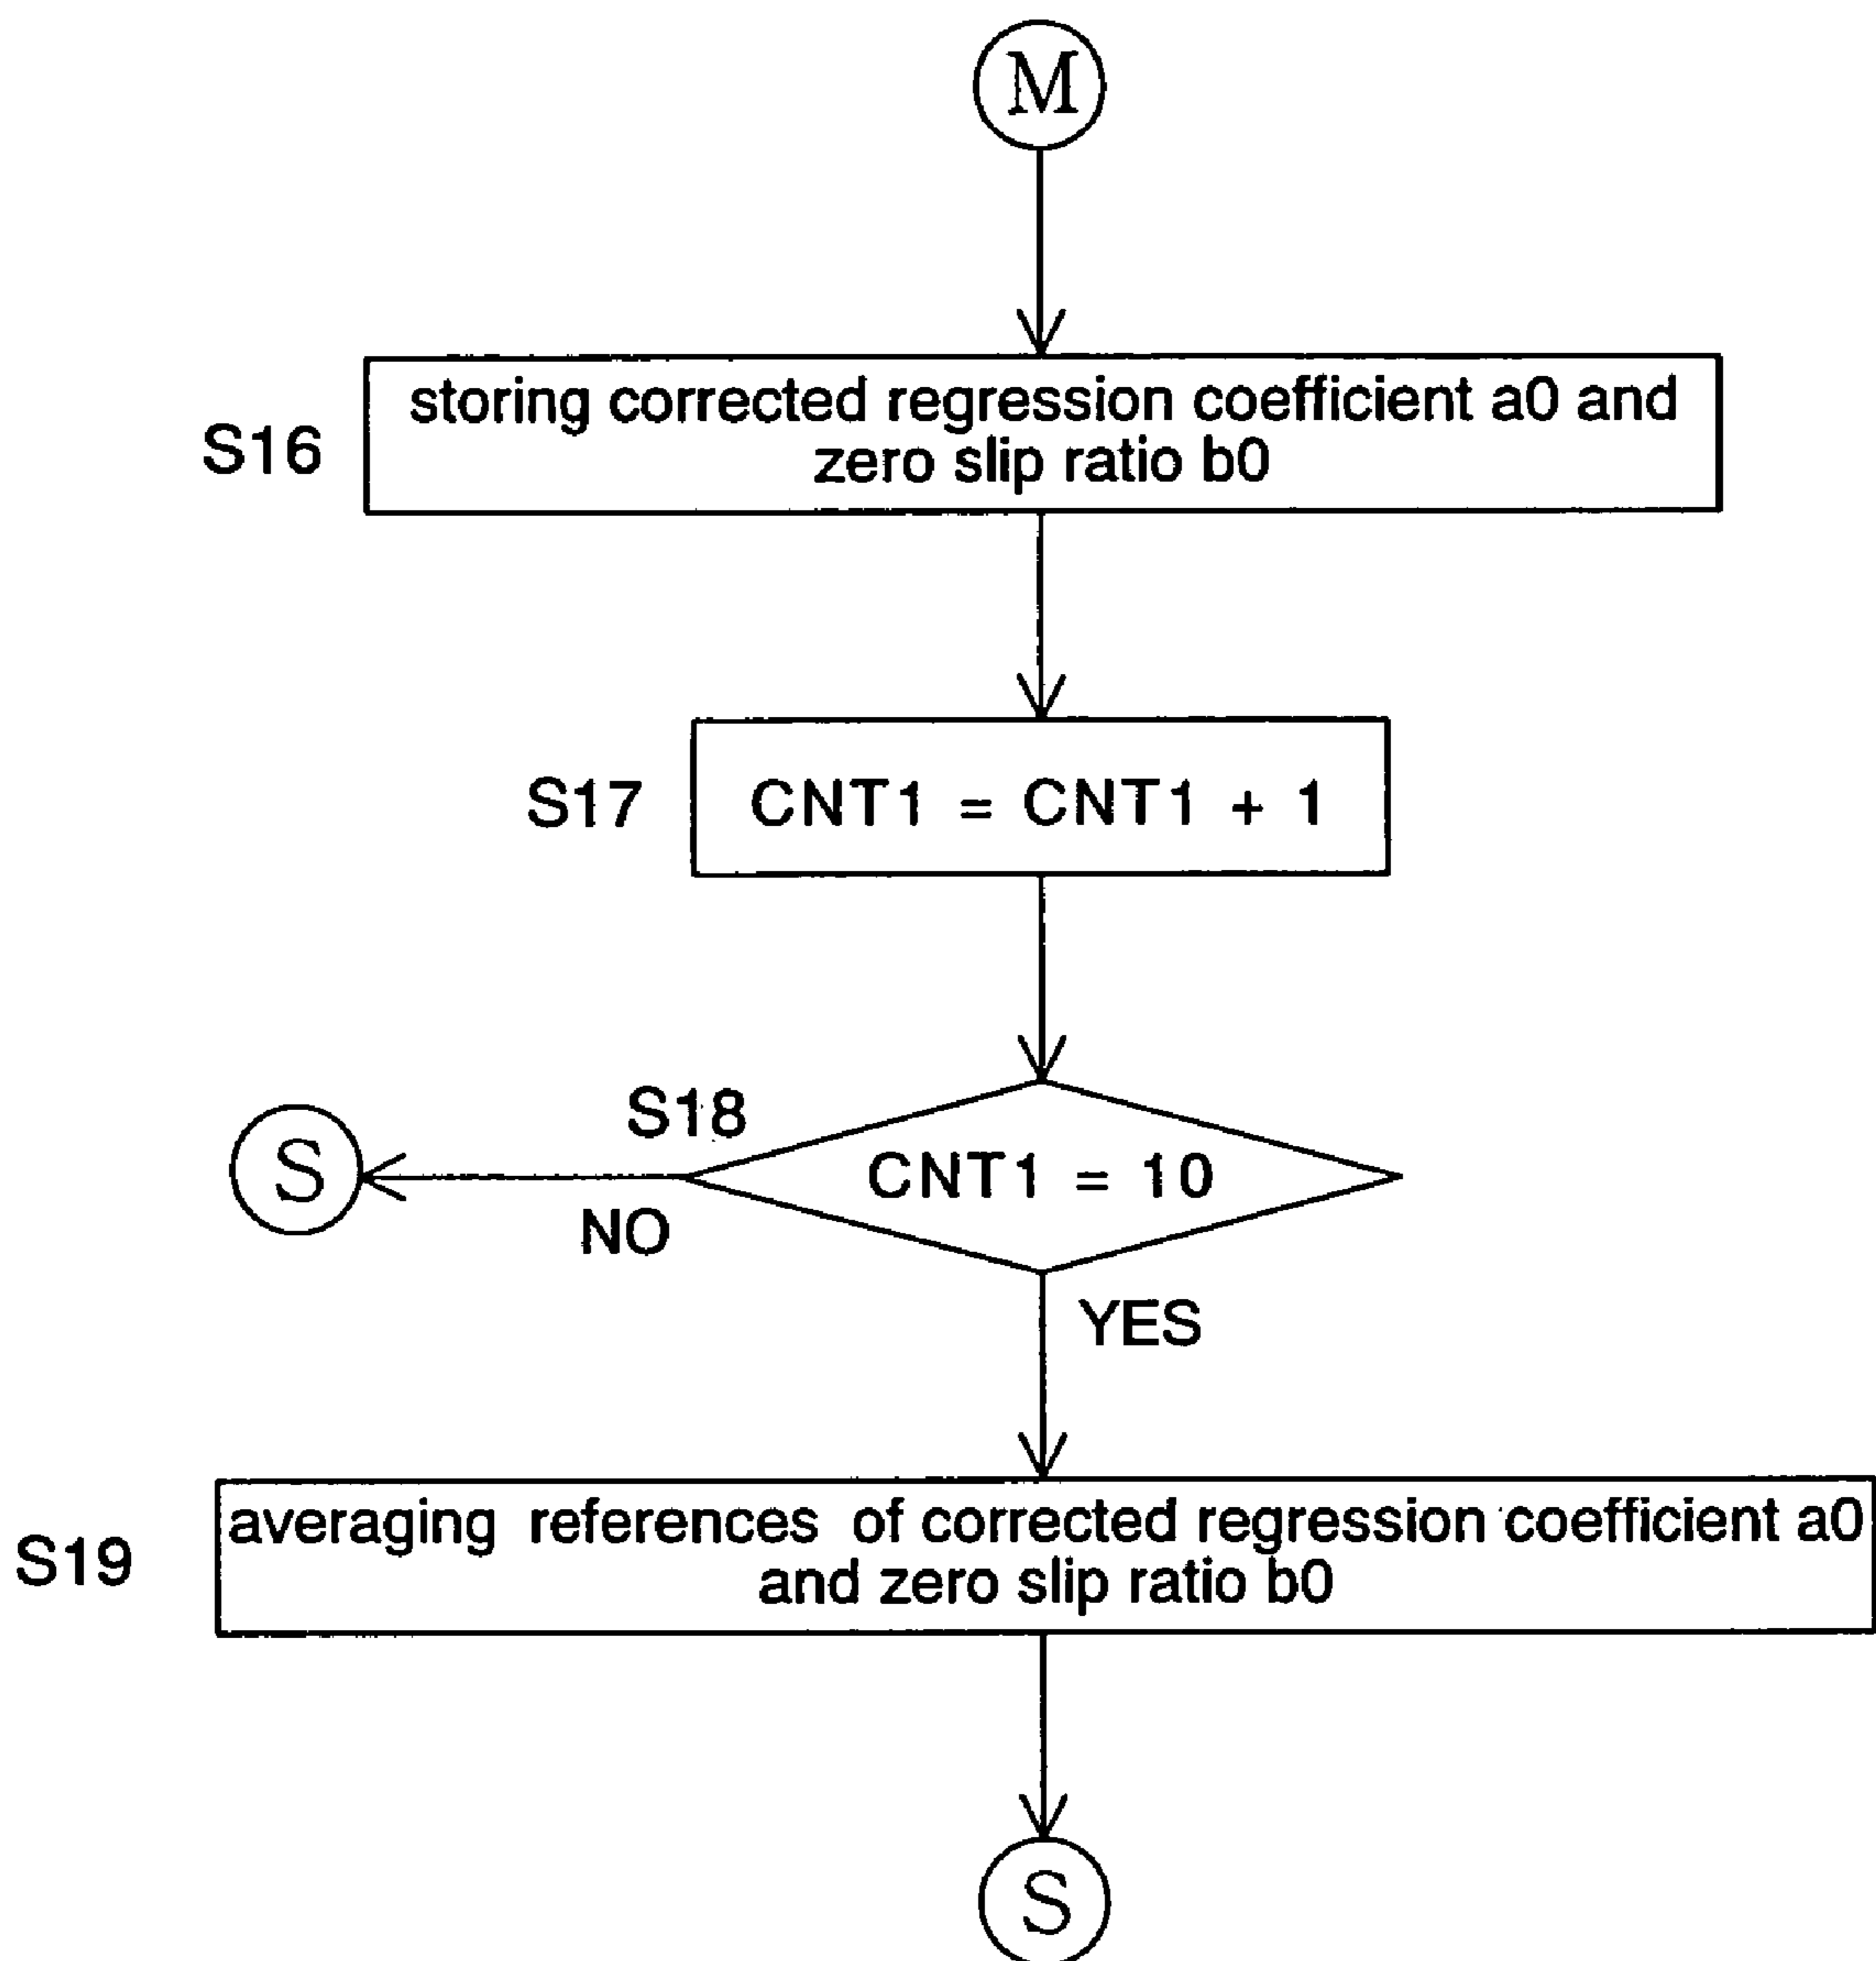 M
storing corrected regression coefficient a0 and
zero slip ratio b0
S16
S17
CNT1 = CNT1 + 1
S18
CNT1 = 10
S
NO
YES
averaging references of corrected regression coefficient a0
and zero slip ratio b0
S19
S